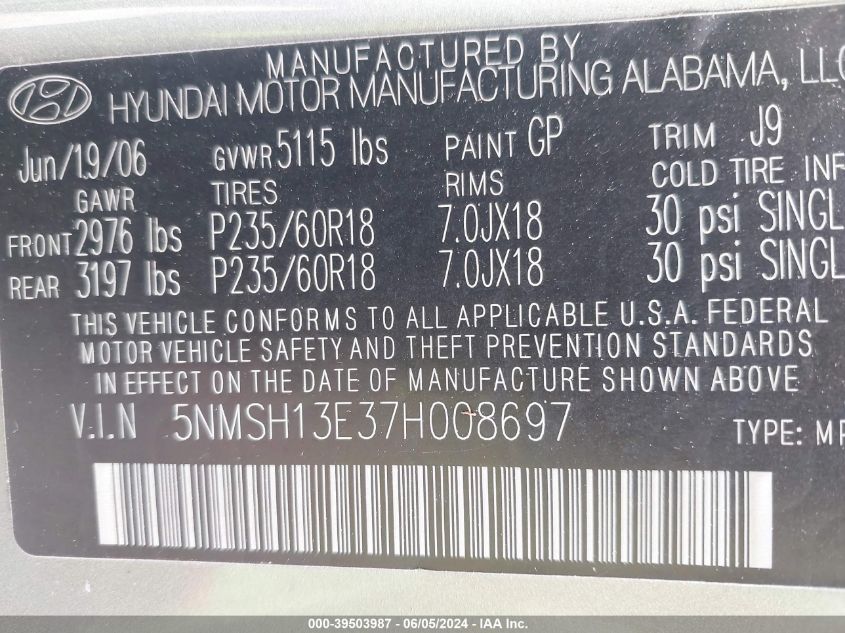 MANUFACTURED BY
HYUNDAI MOTOR MANUFACTURING ALABAMA, LLC
Jun/19/06 GVWR 5115 lbs PAINT GP TRIM J9
GAWR TIRES RIMS COLD TIRE INF
FRONT 2976 lbs P235/60R18 7.0JX18 30 psi SINGL
REAR 3197 lbs P235/60R18 7.0JX18 30 psi SINGL
THIS VEHICLE CONFORMS TO ALL APPLICABLE U.S.A. FEDERAL
MOTOR VEHICLE SAFETY AND THEFT PREVENTION STANDARDS
IN EFFECT ON THE DATE OF MANUFACTURE SHOWN ABOVE
V.I.N 5NMSH13E37H008697 TYPE: MP
000-39503987 - 06/05/2024 - IAA Inc.